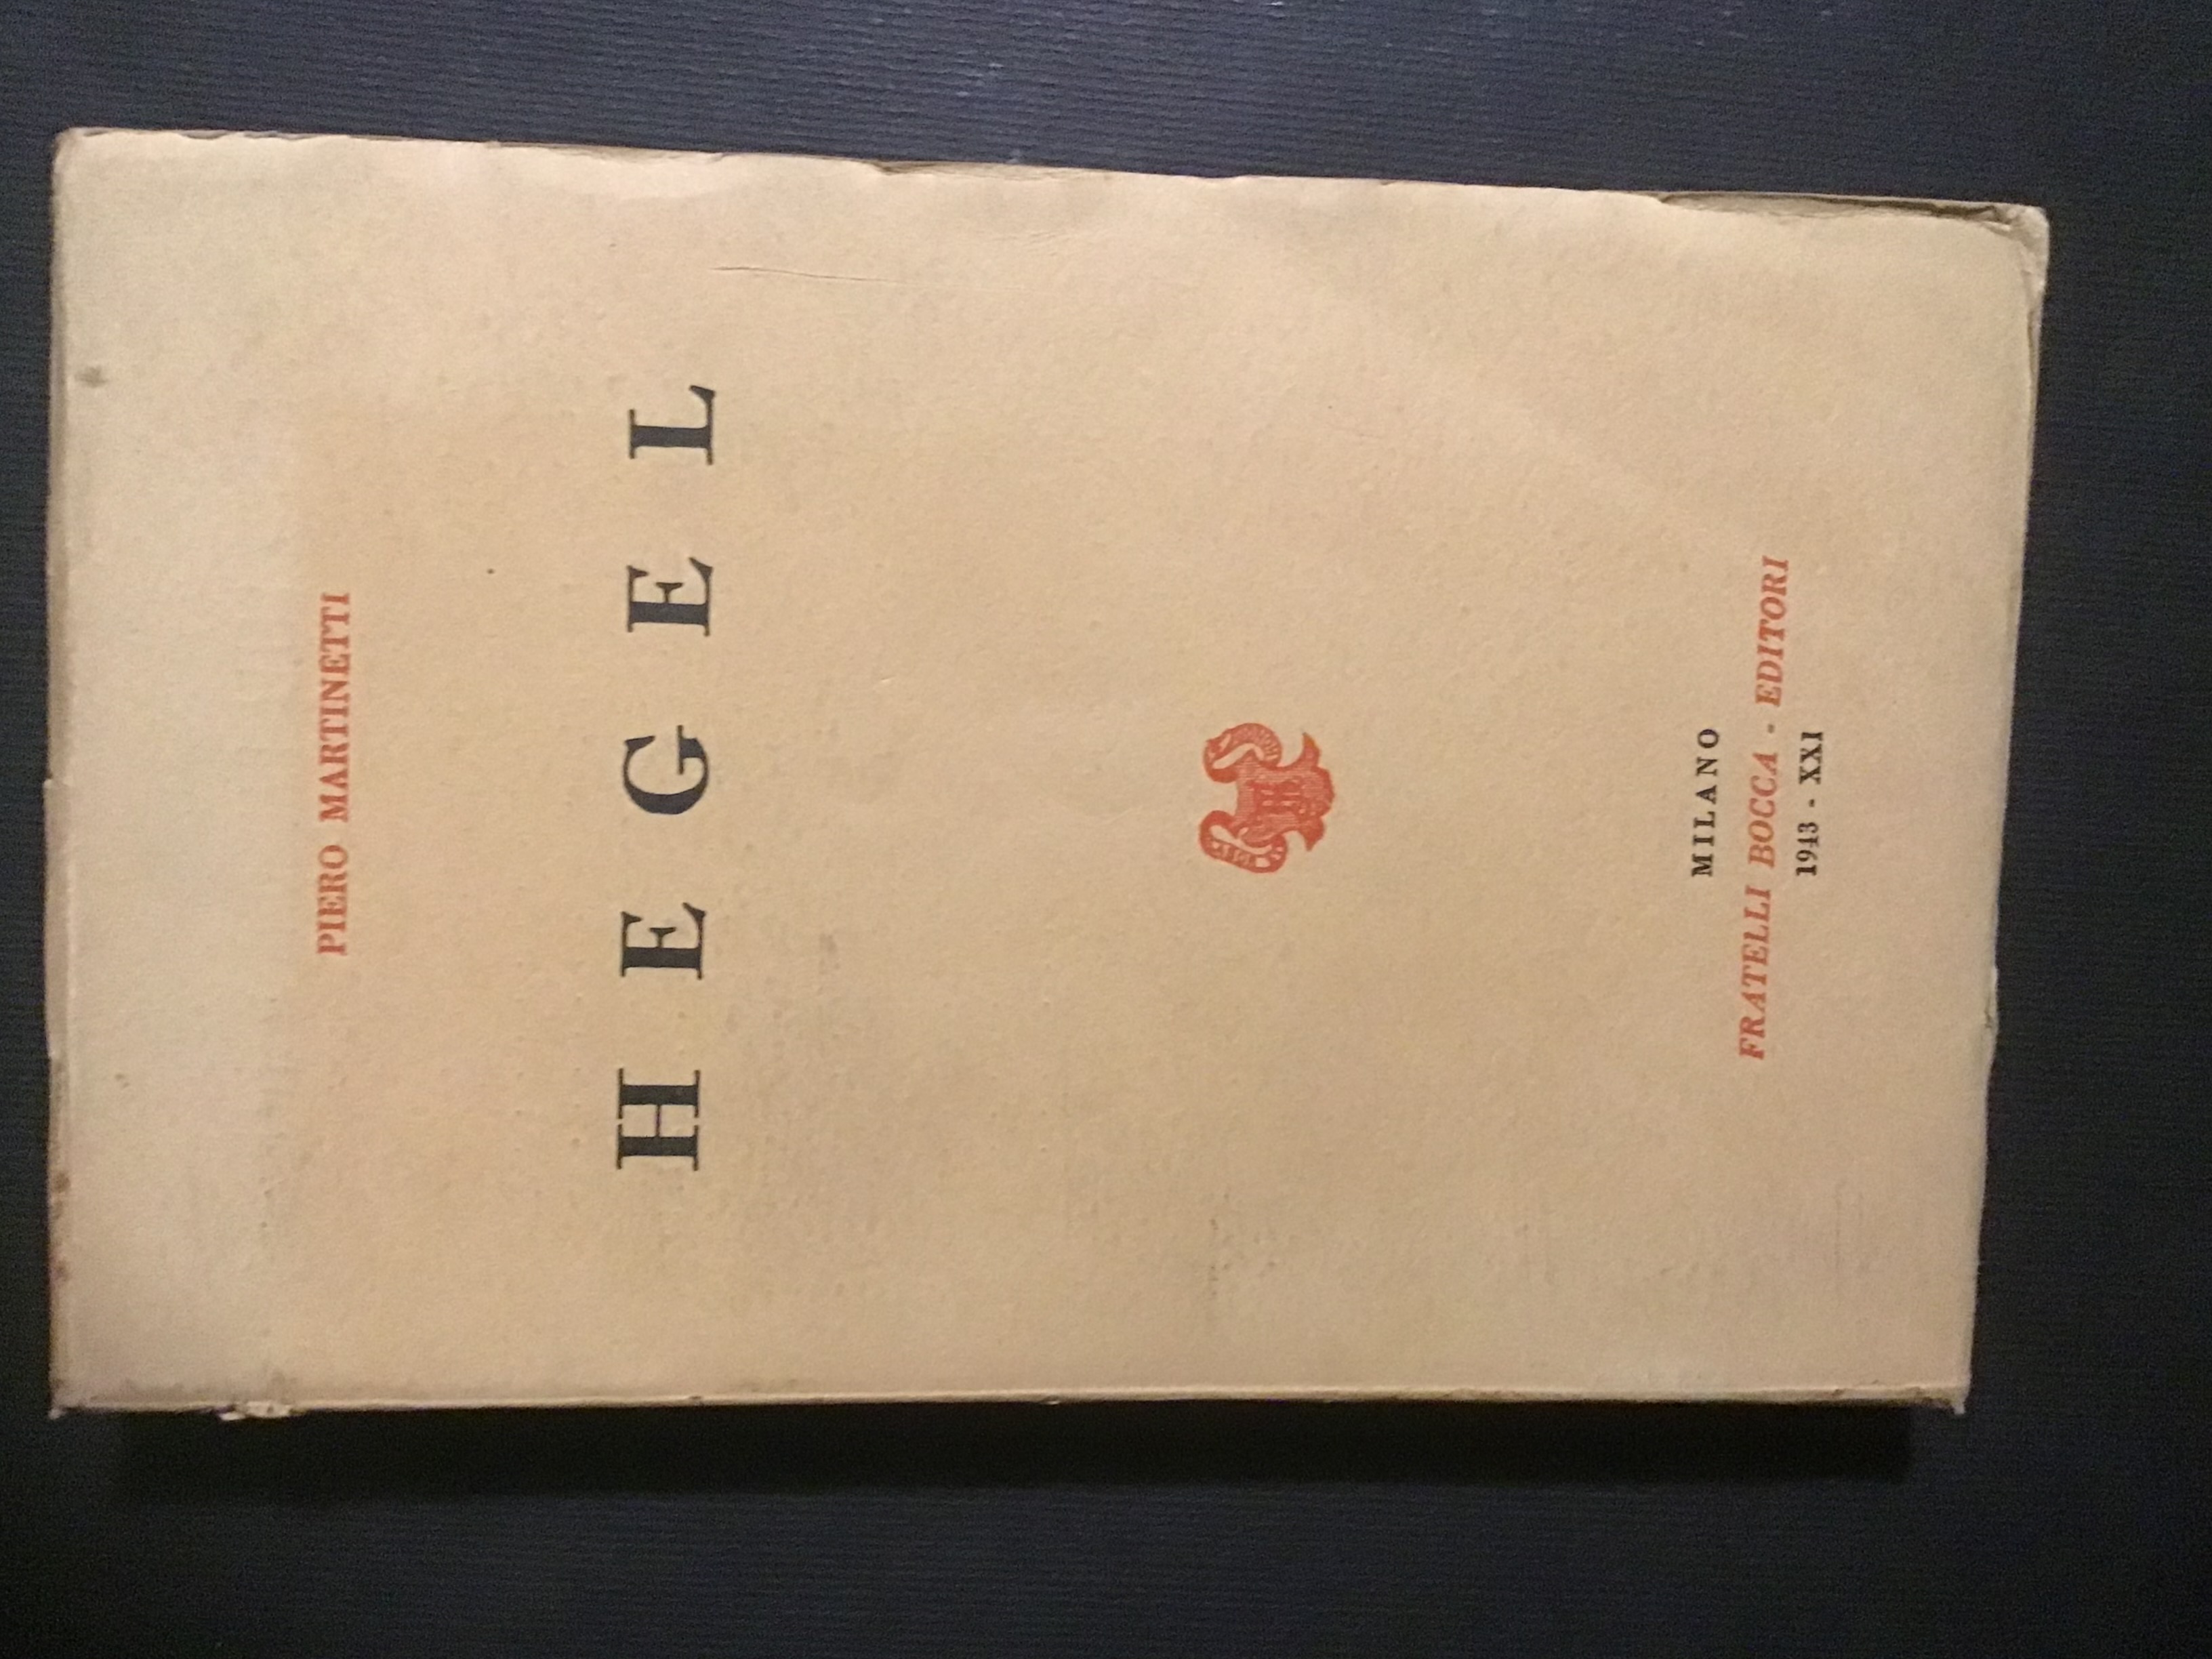 PIERO MARTINETTI
HEGEL
MILANO
FRATELLI BOCCA - EDITORI
1943 - XXI